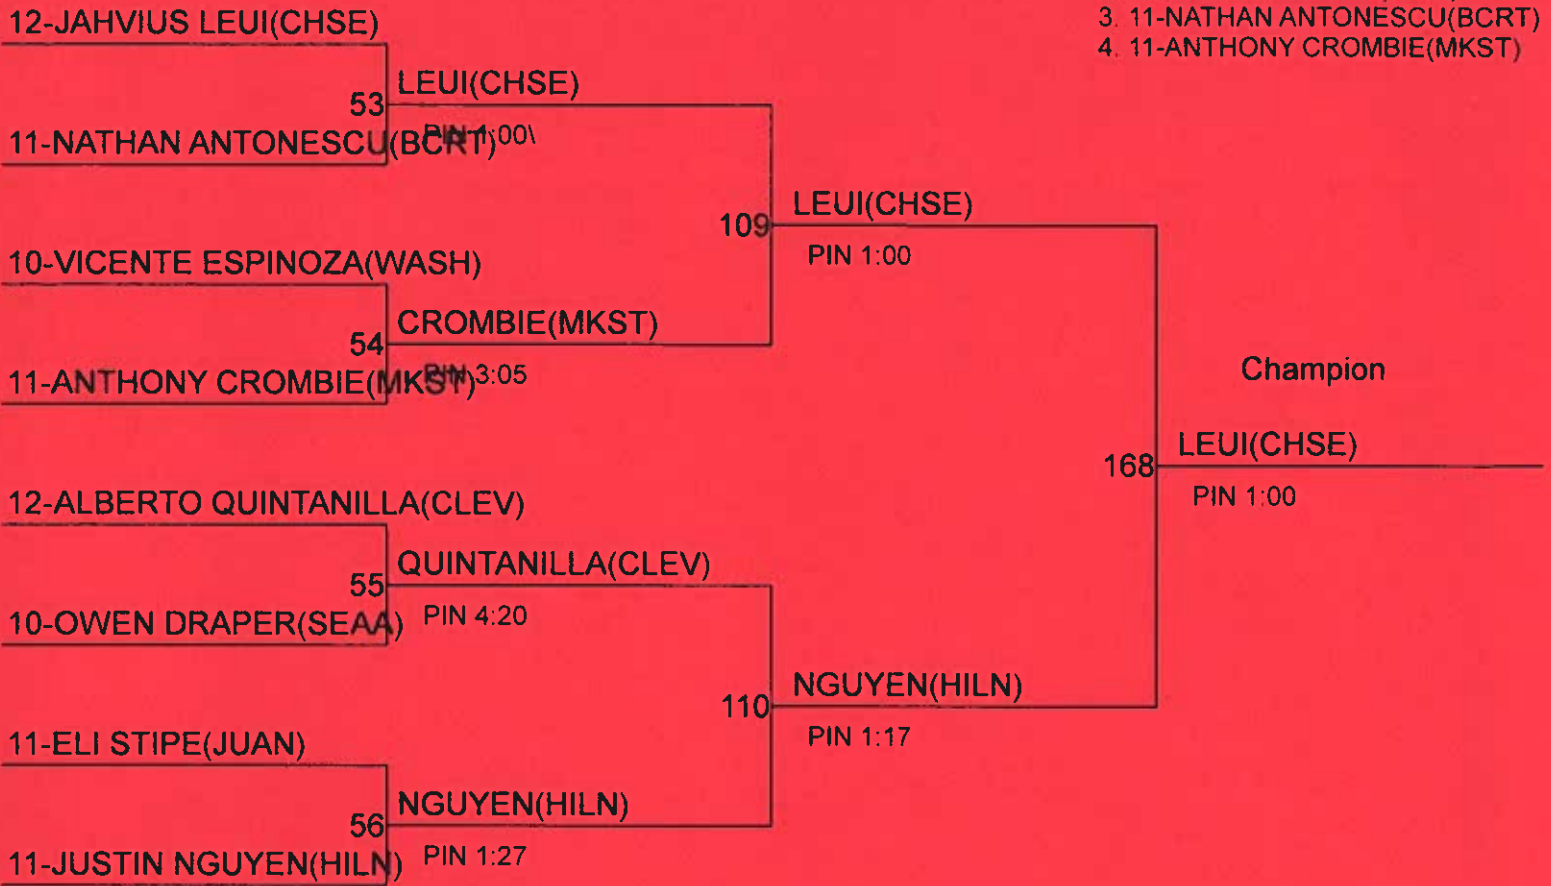 12-JAHVIUS LEUI(CHSE)
3. 11-NATHAN ANTONESCU(BCRT)
4. 11-ANTHONY CROMBIE(MKST)
53
LEUI(CHSE)
PIN 1:00\
11-NATHAN ANTONESCU(BCRT)
109
LEUI(CHSE)
PIN 1:00
10-VICENTE ESPINOZA(WASH)
54
CROMBIE(MKST)
PIN 3:05
11-ANTHONY CROMBIE(MKST)
Champion
168
LEUI(CHSE)
PIN 1:00
12-ALBERTO QUINTANILLA(CLEV)
55
QUINTANILLA(CLEV)
PIN 4:20
10-OWEN DRAPER(SEAA)
110
NGUYEN(HILN)
PIN 1:17
11-ELI STIPE(JUAN)
56
NGUYEN(HILN)
PIN 1:27
11-JUSTIN NGUYEN(HILN)